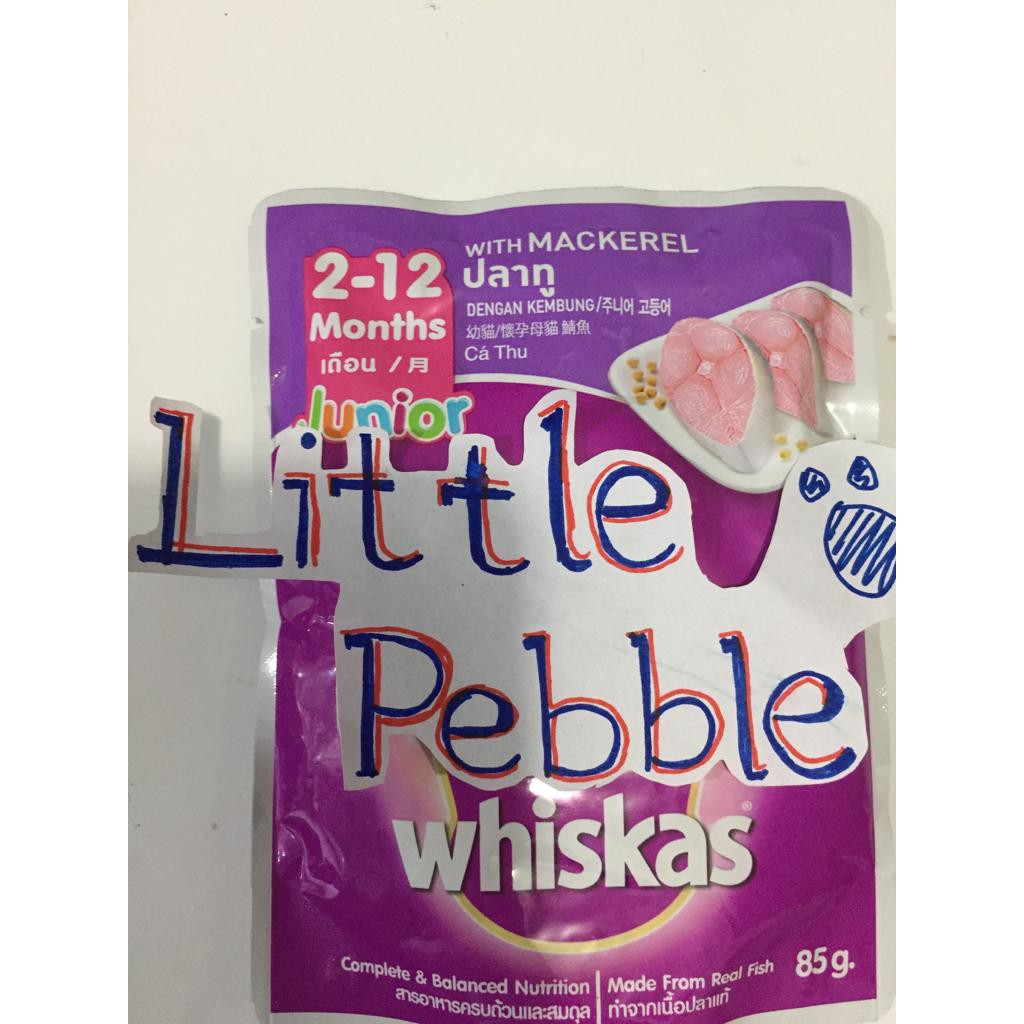 WITH MACKEREL
2-12
ปลาทู
Months
DENGAN KEMBUNG/주니어 고등어
幼貓/懷孕母貓 鯖魚
เดือน / 月
Cá Thu
Junior
Little
Pebble
whiskas®
Complete & Balanced Nutrition
สารอาหารครบถ้วนและสมดุล
Made From Real Fish
ทำจากเนื้อปลาแท้
85g.